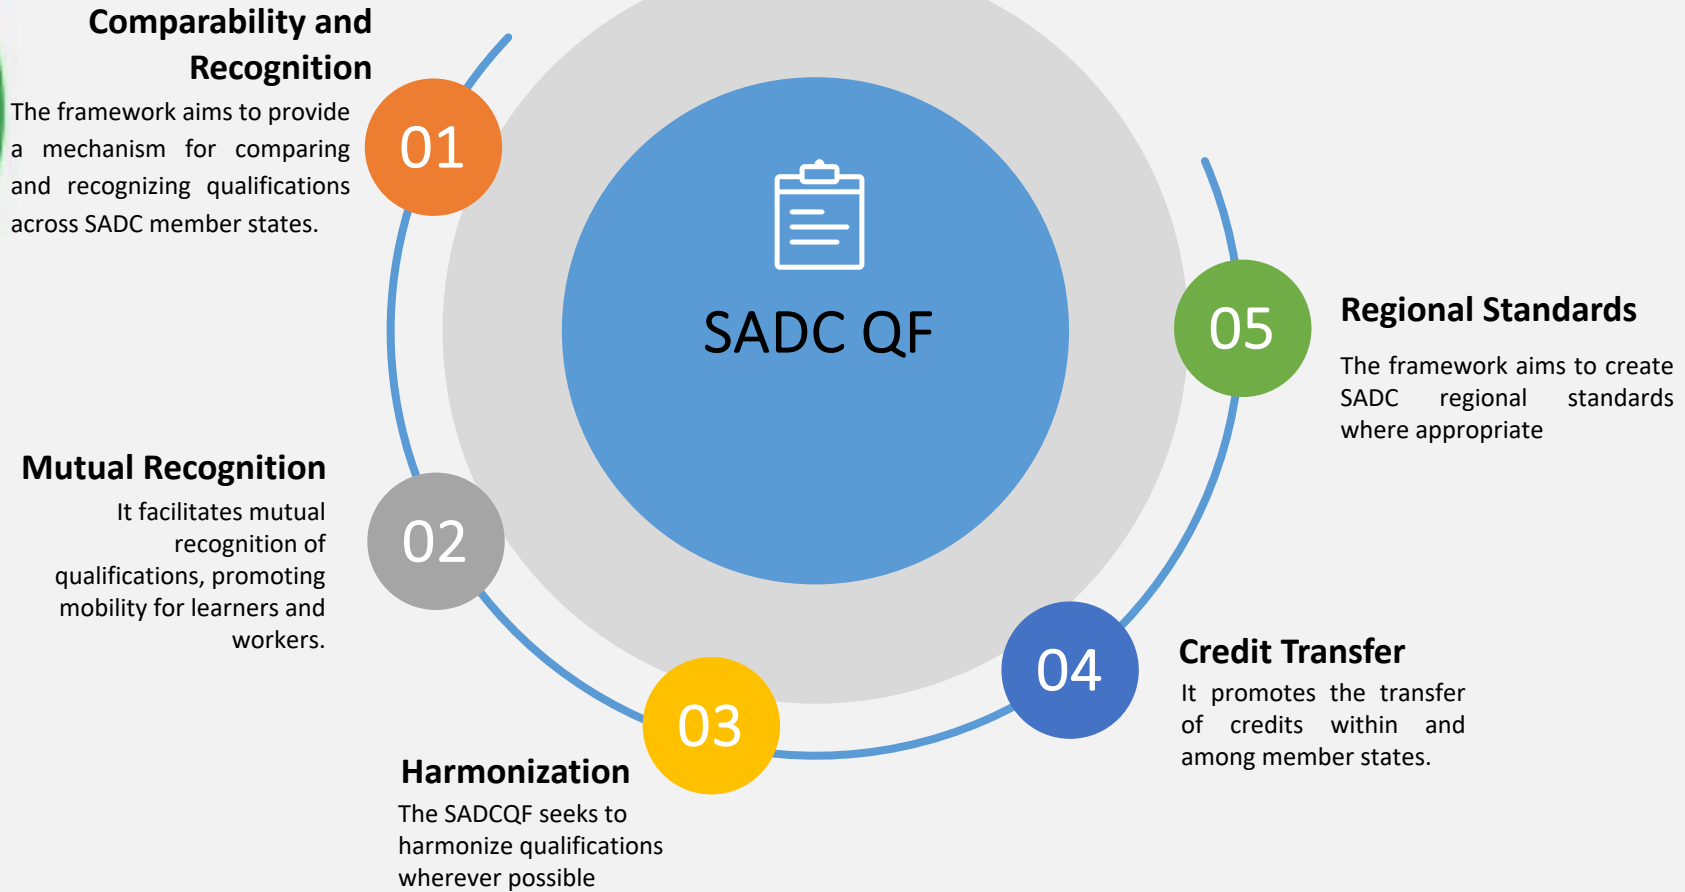 Comparability and
Recognition
The framework aims to provide
a mechanism for comparing
and recognizing qualifications
across SADC member states.
01
SADC QF
Mutual Recognition
It facilitates mutual
recognition of
qualifications, promoting
mobility for learners and
workers.
02
03
Harmonization
The SADCQF seeks to
harmonize qualifications
wherever possible
04
Credit Transfer
It promotes the transfer
of credits within and
among member states.
05
Regional Standards
The framework aims to create
SADC regional standards
where appropriate